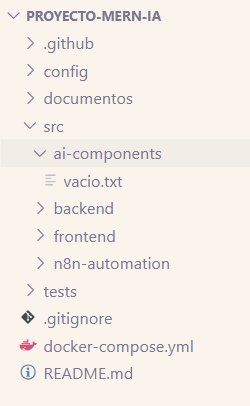 PROYECTO-MERN-IA
.github
config
documentos
src
ai-components
vacio.txt
backend
frontend
n8n-automation
tests
.gitignore
docker-compose.yml
README.md